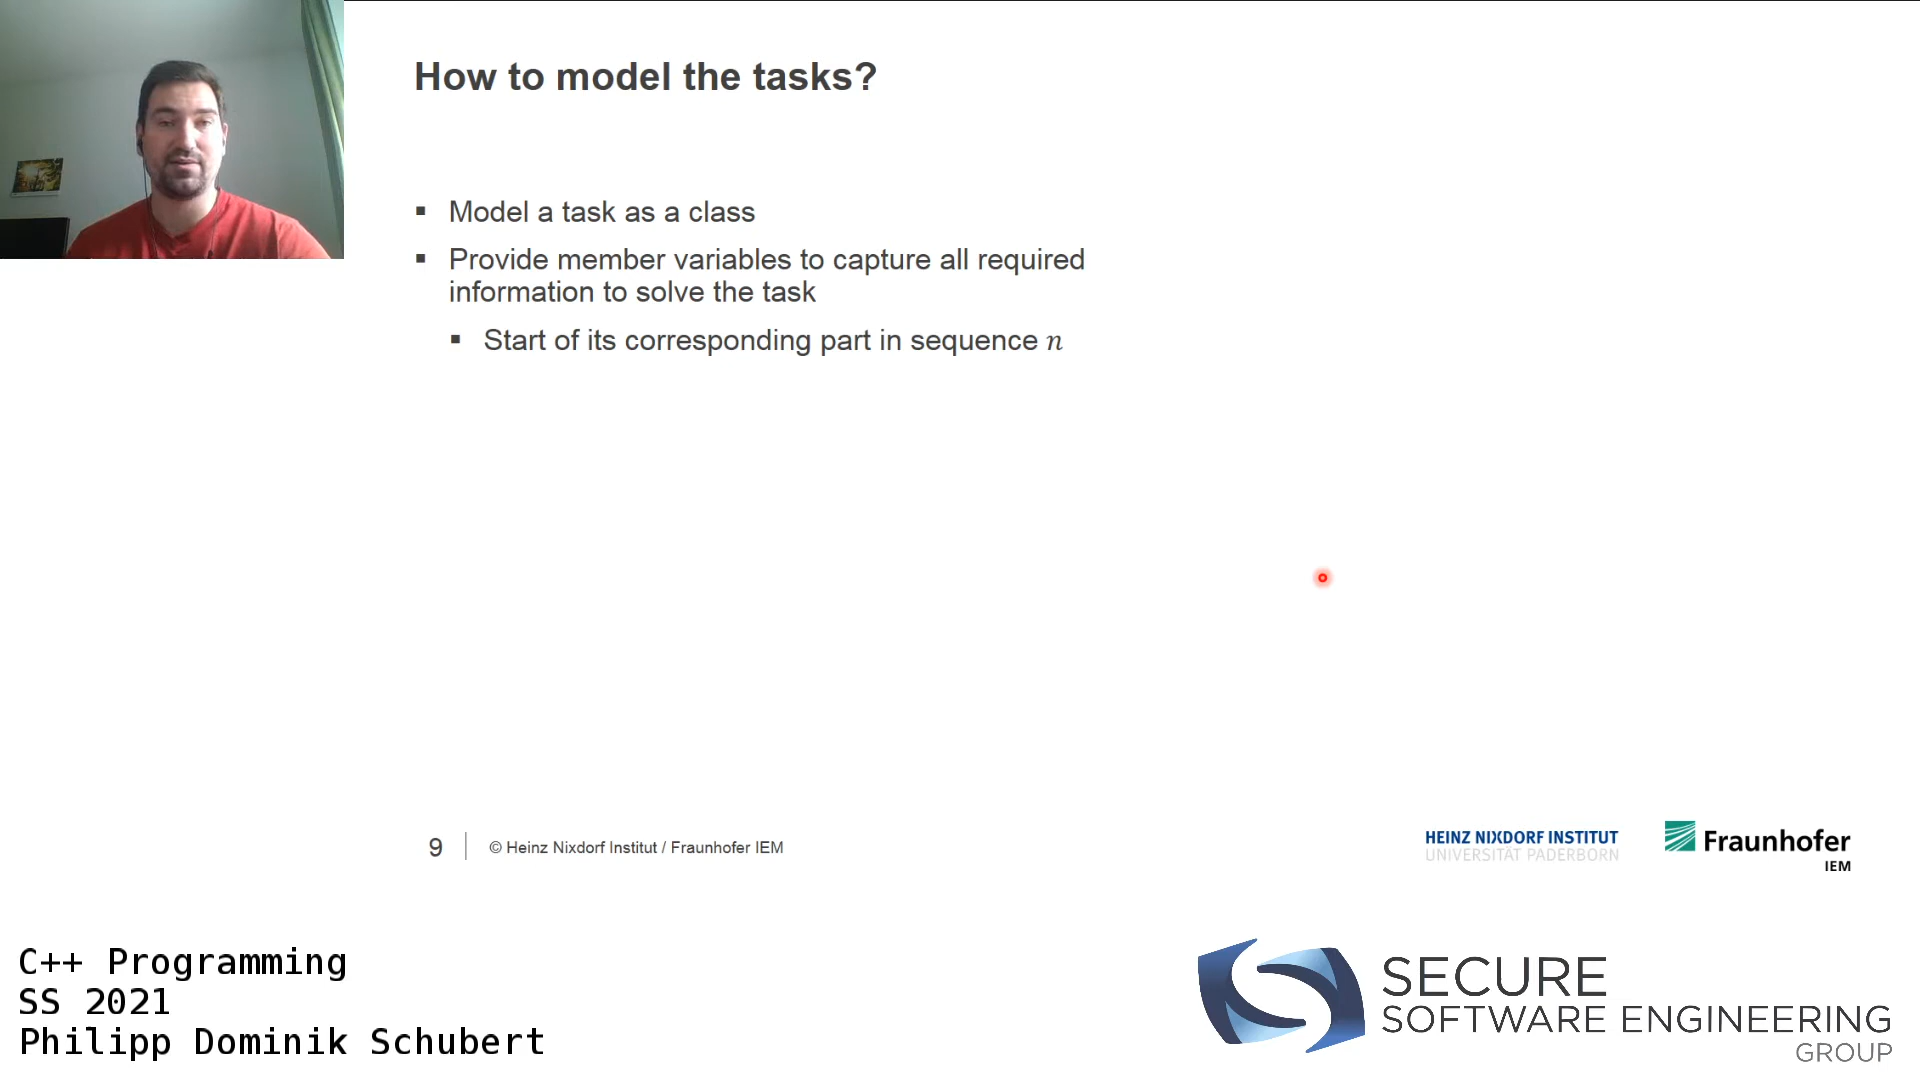 How to model the tasks?
▪ Model a task as a class
▪ Provide member variables to capture all required
information to solve the task
▪ Start of its corresponding part in sequence n
9
© Heinz Nixdorf Institut / Fraunhofer IEM
HEINZ NIXDORF INSTITUT
UNIVERSITÄT PADERBORN
Fraunhofer
IEM
C++ Programming
SS 2021
Philipp Dominik Schubert
SECURE
SOFTWARE ENGINEERING
GROUP